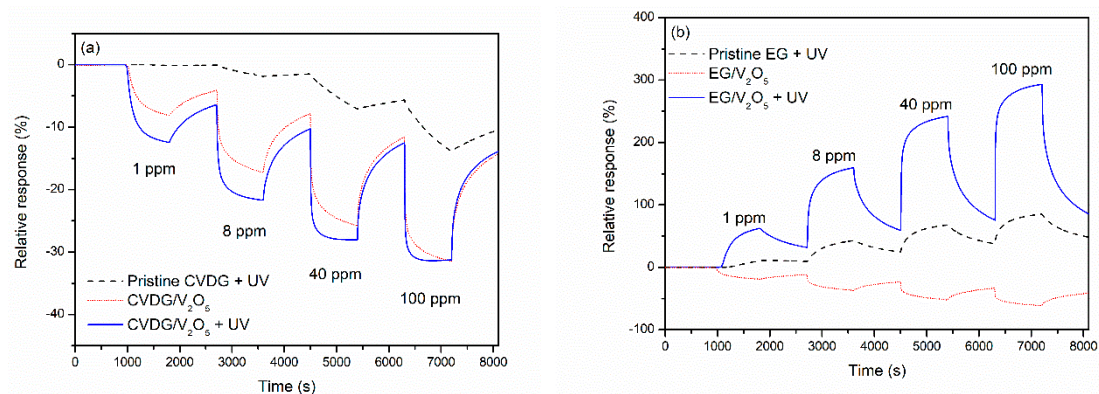 (a)
0
-10
-20
-30
-40
Relative response (%)
1 ppm
8 ppm
40 ppm
100 ppm
Pristine CVDG + UV
CVDG/V₂O₅
CVDG/V₂O₅ + UV
0 1000 2000 3000 4000 5000 6000 7000 8000
Time (s)
(b)
400
300
200
100
0
-100
Relative response (%)
Pristine EG + UV
EG/V₂O₅
EG/V₂O₅ + UV
1 ppm
8 ppm
40 ppm
100 ppm
0 1000 2000 3000 4000 5000 6000 7000 8000
Time (s)